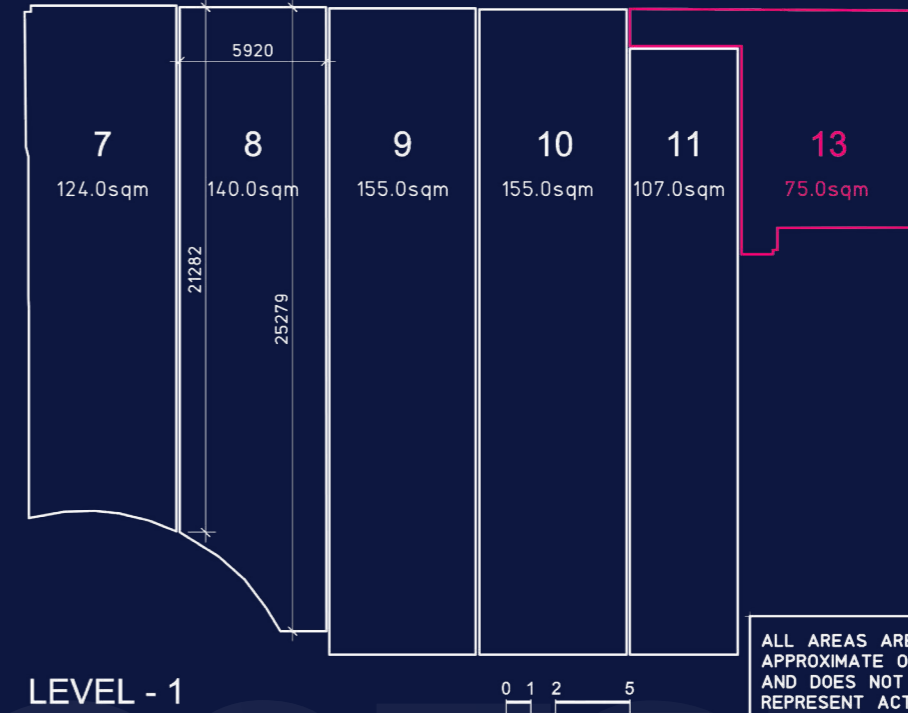 5920
7
8
9
10
11
13
124.0sqm
140.0sqm
155.0sqm
155.0sqm
107.0sqm
75.0sqm
21282
25279
LEVEL - 1
0 1 2 5
ALL AREAS ARE
APPROXIMATE
AND DOES NOT
REPRESENT